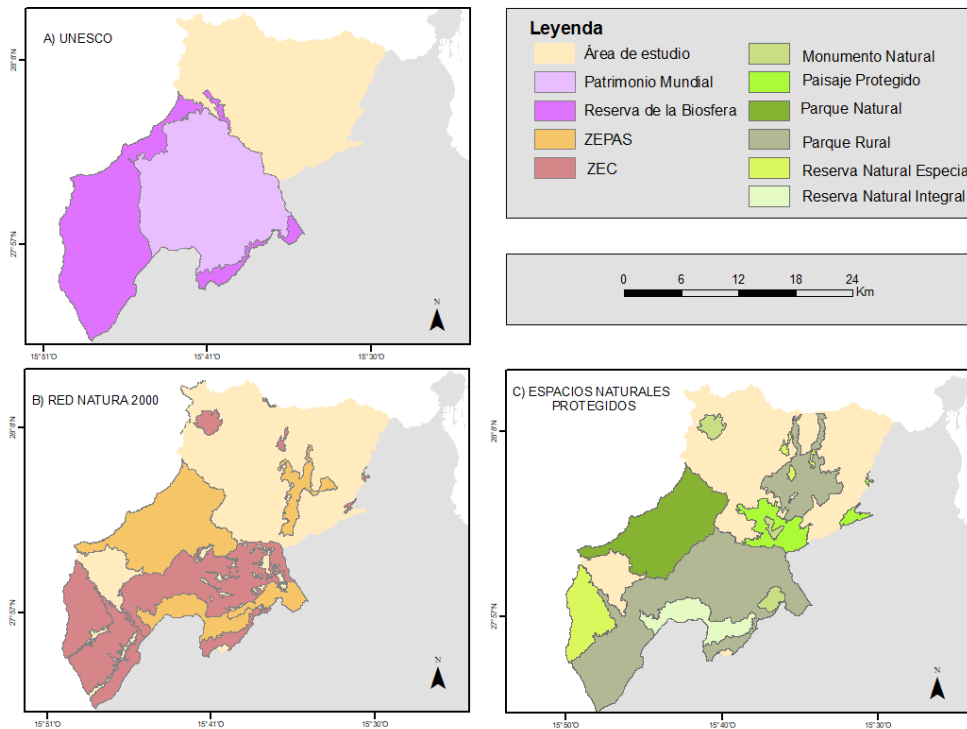 A) UNESCO
28°8'1
27°57'N
N
15°51'O
15°41'O
15°30'O
Leyenda
Área de estudio
Patrimonio Mundial
Reserva de la Biosfera
ZEPAS
ZEC
Monumento Natural
Paisaje Protegido
Parque Natural
Parque Rural
Reserva Natural Especia
Reserva Natural Integral
0 6 12 18 24
Km
B) RED NATURA 2000
28°8'1
27°57'N
N
15°51'O
15°41'O
15°30'O
C) ESPACIOS NATURALES
PROTEGIDOS
28°8'1
27°57'N
N
15°50'O
15°40'O
15°30'O